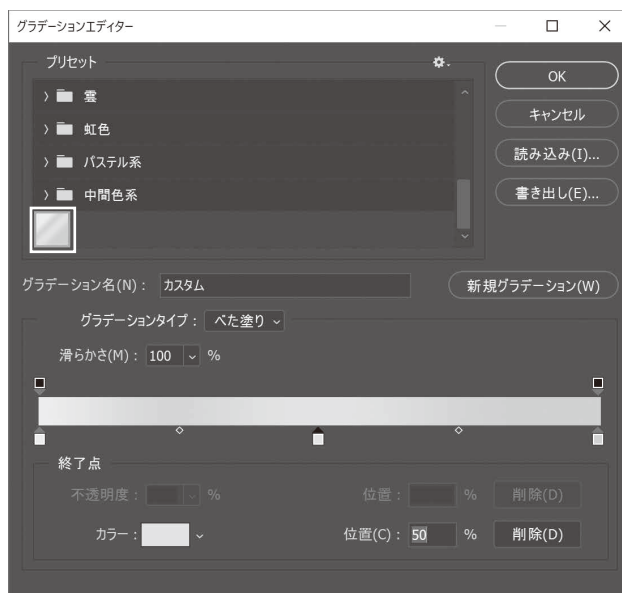 グラデーションエディター
プリセット
雲
虹色
パステル系
中間色系
OK
キャンセル
読み込み(I)...
書き出し(E)...
グラデーション名(N)： カスタム
新規グラデーション(W)
グラデーションタイプ： べた塗り
滑らかさ(M)： 100 %
終了点
不透明度： %
位置： %
削除(D)
カラー：
位置(C)： 50 %
削除(D)